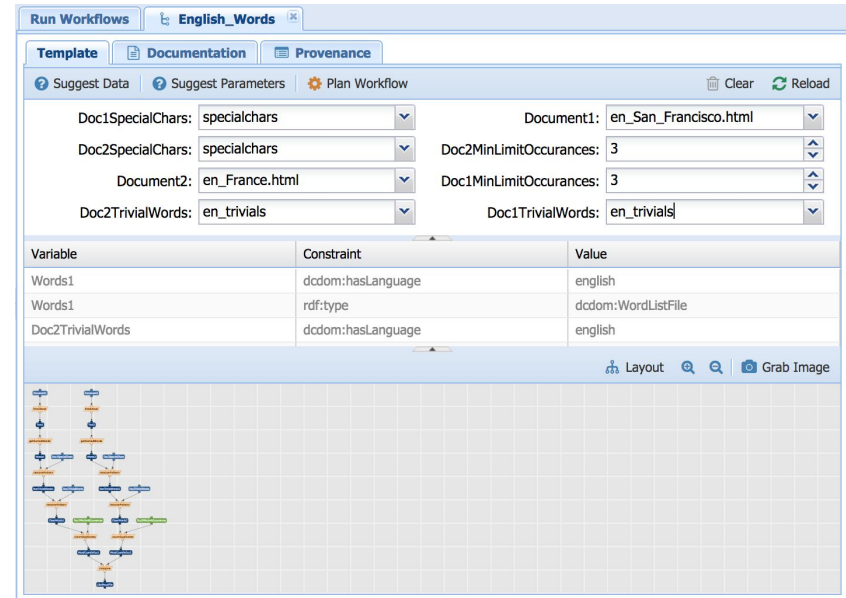 Run Workflows English_Words
Template Documentation Provenance
Suggest Data Suggest Parameters Plan Workflow Clear Reload
Doc1SpecialChars: specialchars Document1: en_San_Francisco.html
Doc2SpecialChars: specialchars Doc2MinLimitOccurances: 3
Document2: en_France.html Doc1MinLimitOccurances: 3
Doc2TrivialWords: en_trivials Doc1TrivialWords: en_trivials
Variable Constraint Value
Words1 dcdom:hasLanguage english
Words1 rdf:type dcdom:WordListFile
Doc2TrivialWords dcdom:hasLanguage english
Layout Grab Image